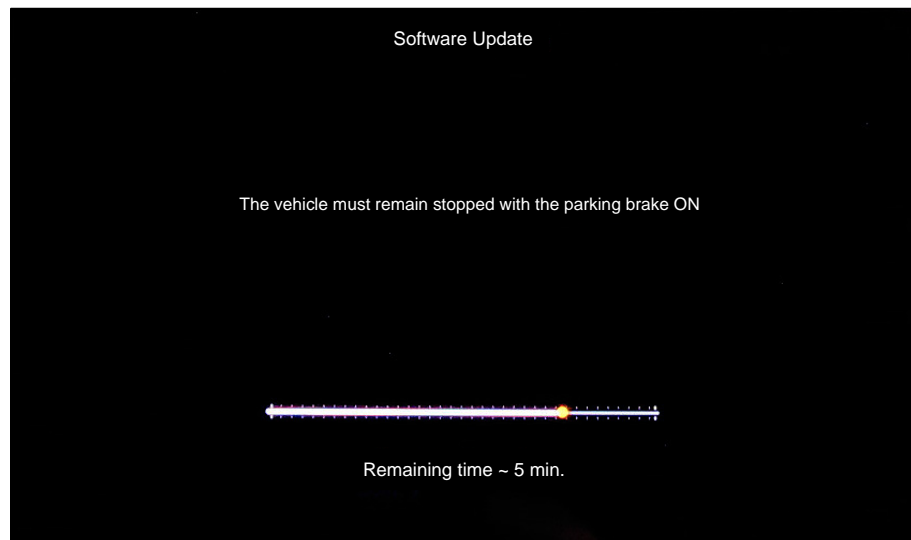 Software Update
The vehicle must remain stopped with the parking brake ON
Remaining time ~ 5 min.